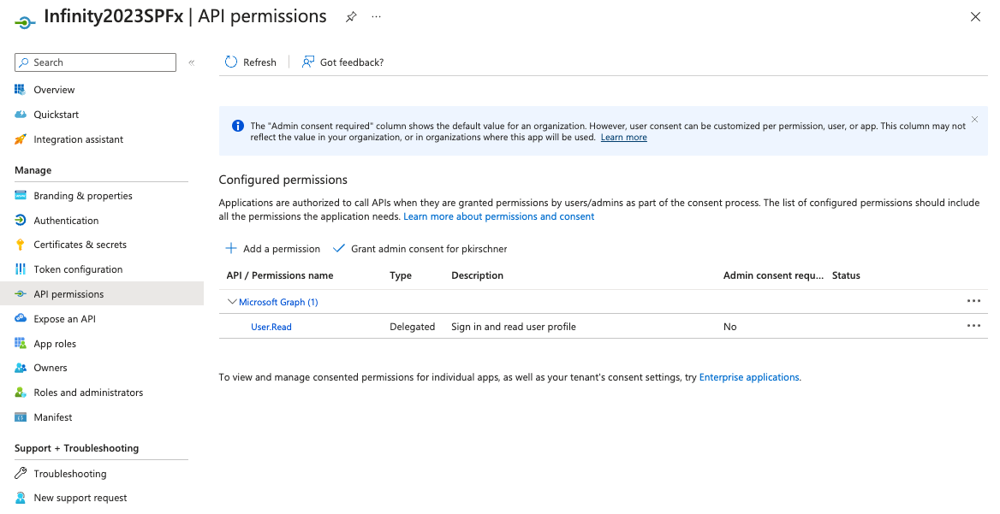 Infinity2023SPFx | API permissions
Search
Refresh
Got feedback?
Overview
Quickstart
Integration assistant
Manage
Branding & properties
Authentication
Certificates & secrets
Token configuration
API permissions
Expose an API
App roles
Owners
Roles and administrators
Manifest
Support + Troubleshooting
Troubleshooting
New support request
The "Admin consent required" column shows the default value for an organization. However, user consent can be customized per permission, user, or app. This column may not
reflect the value in your organization, or in organizations where this app will be used. Learn more
Configured permissions
Applications are authorized to call APIs when they are granted permissions by users/admins as part of the consent process. The list of configured permissions should include
all the permissions the application needs. Learn more about permissions and consent
Add a permission
Grant admin consent for pkirschner
API / Permissions name Type Description Admin consent requ... Status
Microsoft Graph (1)
User.Read Delegated Sign in and read user profile No
To view and manage consented permissions for individual apps, as well as your tenant's consent settings, try Enterprise applications.